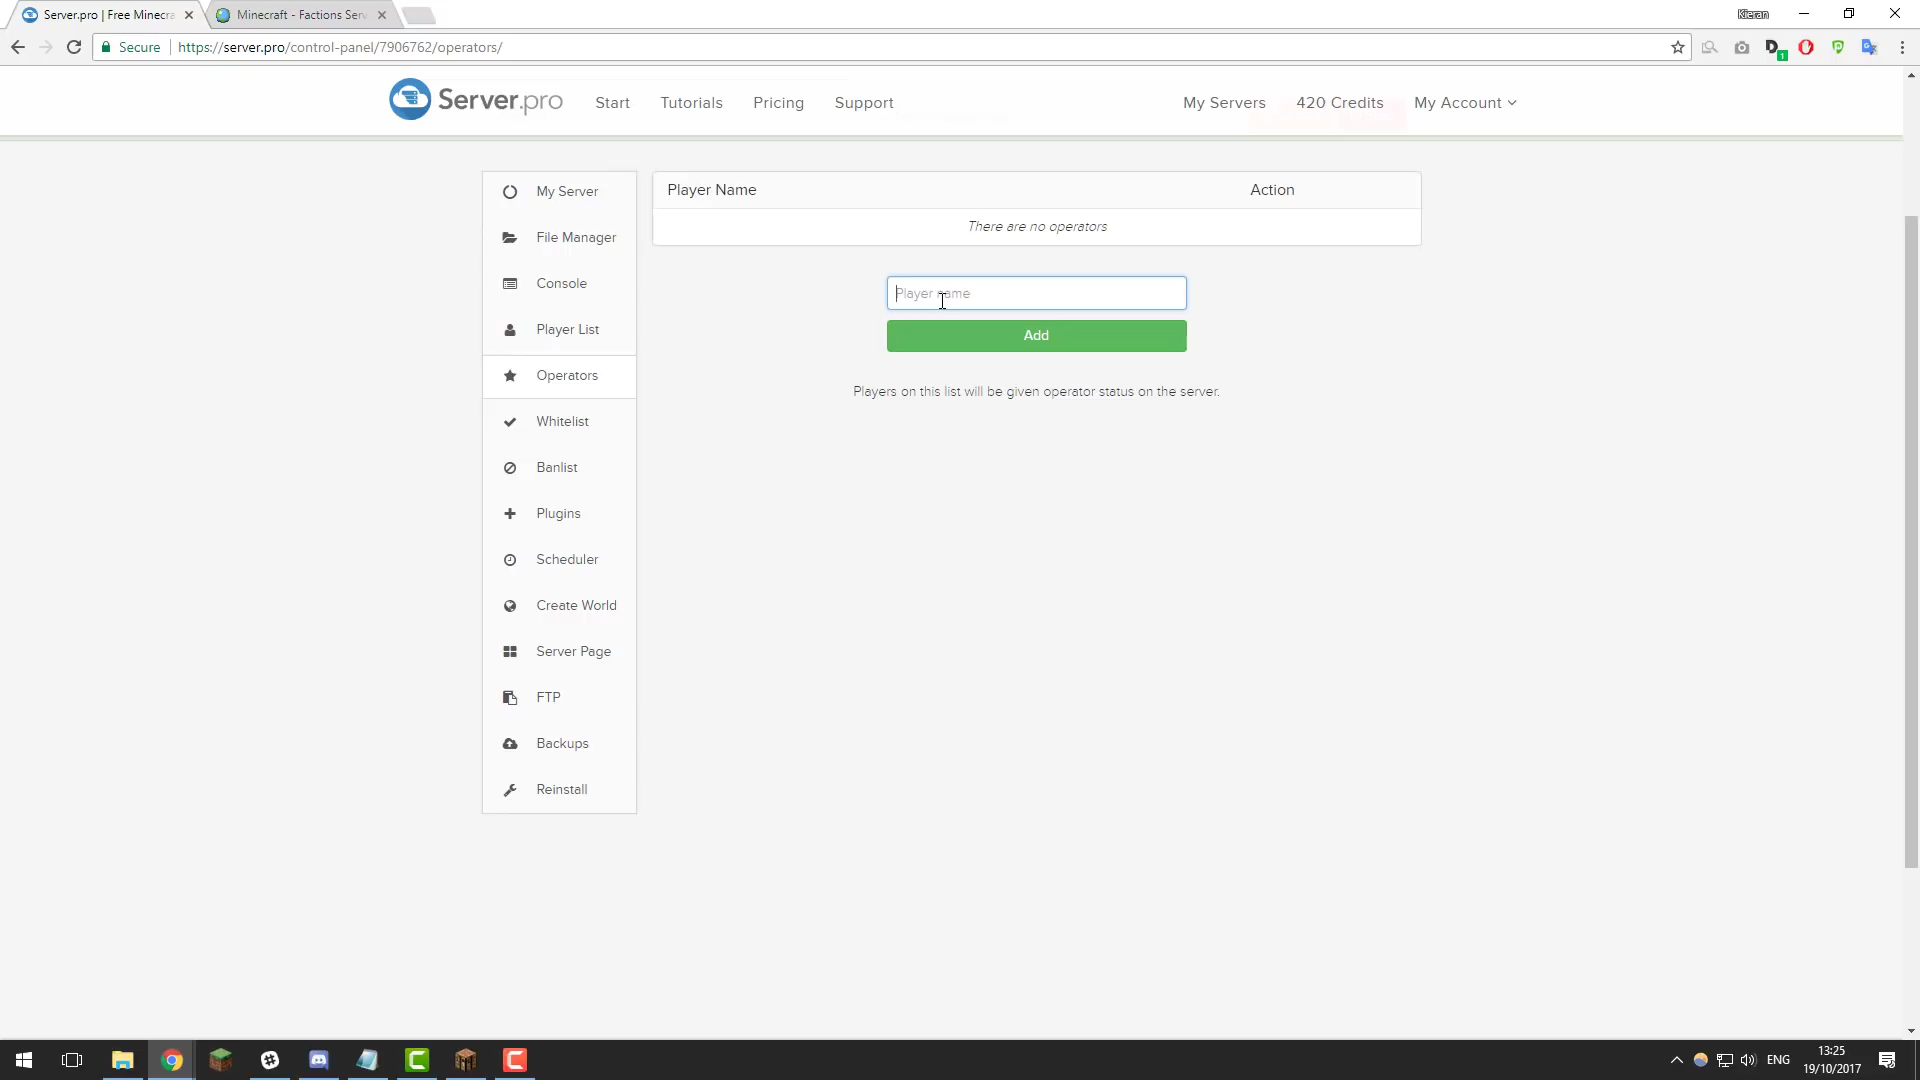 Server.pro | Free Minecra
Minecraft - Factions Serv
Kieran
Secure
https://server.pro/control-panel/7906762/operators/
1
Server.pro
Start
Tutorials
Pricing
Support
My Servers
420 Credits
My Account
My Server
File Manager
Console
Player List
Operators
Whitelist
Banlist
Plugins
Scheduler
Create World
Server Page
FTP
Backups
Reinstall
Player Name
Action
There are no operators
Player name
Add
Players on this list will be given operator status on the server.
ENG
13:25
19/10/2017